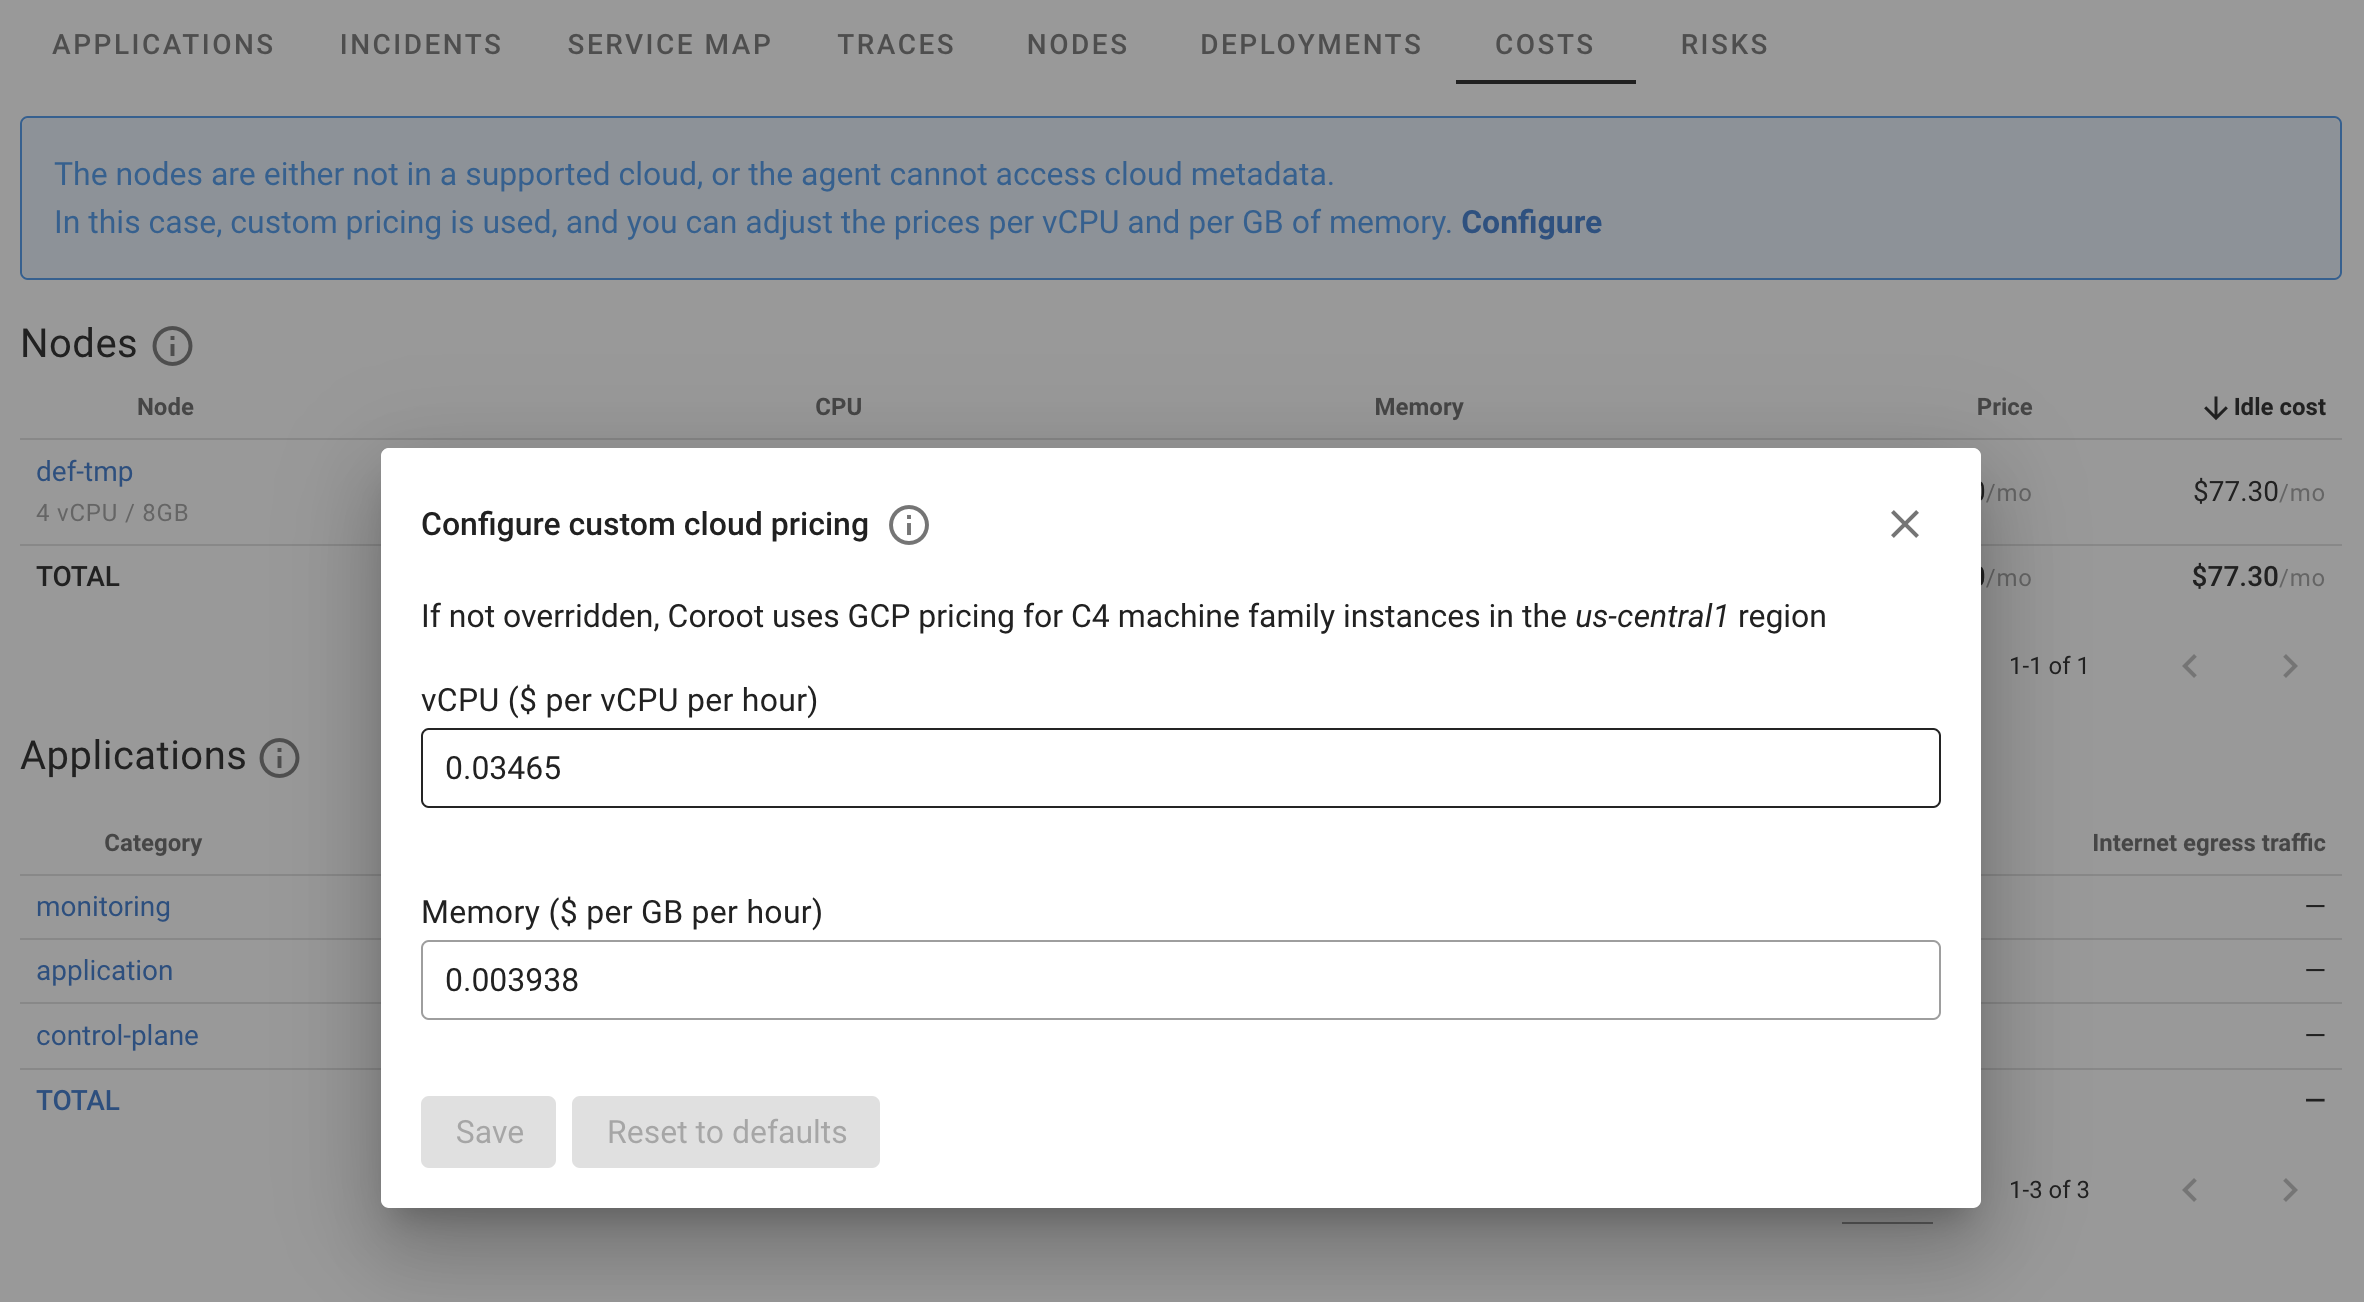 APPLICATIONS INCIDENTS SERVICE MAP TRACES NODES DEPLOYMENTS COSTS RISKS
The nodes are either not in a supported cloud, or the agent cannot access cloud metadata.
In this case, custom pricing is used, and you can adjust the prices per vCPU and per GB of memory. Configure
Nodes
Node CPU Memory Price Idle cost
def-tmp
/mo $77.30/mo
4 vCPU / 8GB
TOTAL /mo $77.30/mo
1-1 of 1
Applications
Category Internet egress traffic
monitoring –
application –
control-plane –
TOTAL –
1-3 of 3
Configure custom cloud pricing
If not overridden, Coroot uses GCP pricing for C4 machine family instances in the us-central1 region
vCPU ($ per vCPU per hour)
0.03465
Memory ($ per GB per hour)
0.003938
Save Reset to defaults